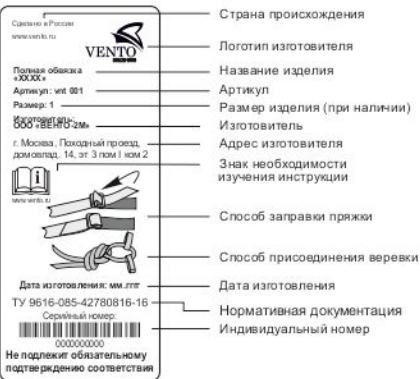 Сделано в России
www.vento.ru
VENTO
Полная обвязка
«ХХХХ»
Артикул: vnt 001
Размер: 1
Изготовитель:
ООО «ВЕНТО-2М»
г. Москва, Походный проезд,
домовлад. 14, эт 3 пом I ком 2
i
www.vento.ru
Дата изготовления: мм.гггг
ТУ 9616-085-42780816-16
Серийный номер:
0000000000
Не подлежит обязательному
подтверждению соответствия
Страна происхождения
Логотип изготовителя
Название изделия
Артикул
Размер изделия (при наличии)
Изготовитель
Адрес изготовителя
Знак необходимости
изучения инструкции
Способ заправки пряжки
Способ присоединения веревки
Дата изготовления
Нормативная документация
Индивидуальный номер